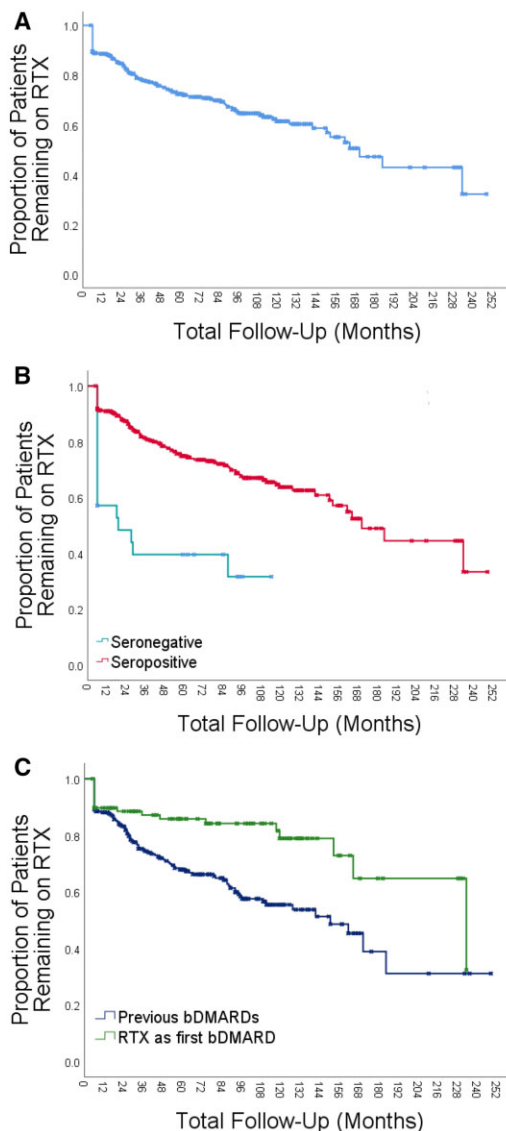 A
Proportion of Patients
Remaining on RTX
1.0
0.8
0.6
0.4
0.2
0.0
0 12 24 36 48 60 72 84 96 108 120 132 144 156 168 180 192 204 216 228 240 252
Total Follow-Up (Months)
B
Proportion of Patients
Remaining on RTX
1.0
0.8
0.6
0.4
0.2
0.0
Seronegative
Seropositive
0 12 24 36 48 60 72 84 96 108 120 132 144 156 168 180 192 204 216 228 240 252
Total Follow-Up (Months)
C
Proportion of Patients
Remaining on RTX
1.0
0.8
0.6
0.4
0.2
0.0
Previous bDMARDs
RTX as first bDMARD
0 12 24 36 48 60 72 84 96 108 120 132 144 156 168 180 192 204 216 228 240 252
Total Follow-Up (Months)